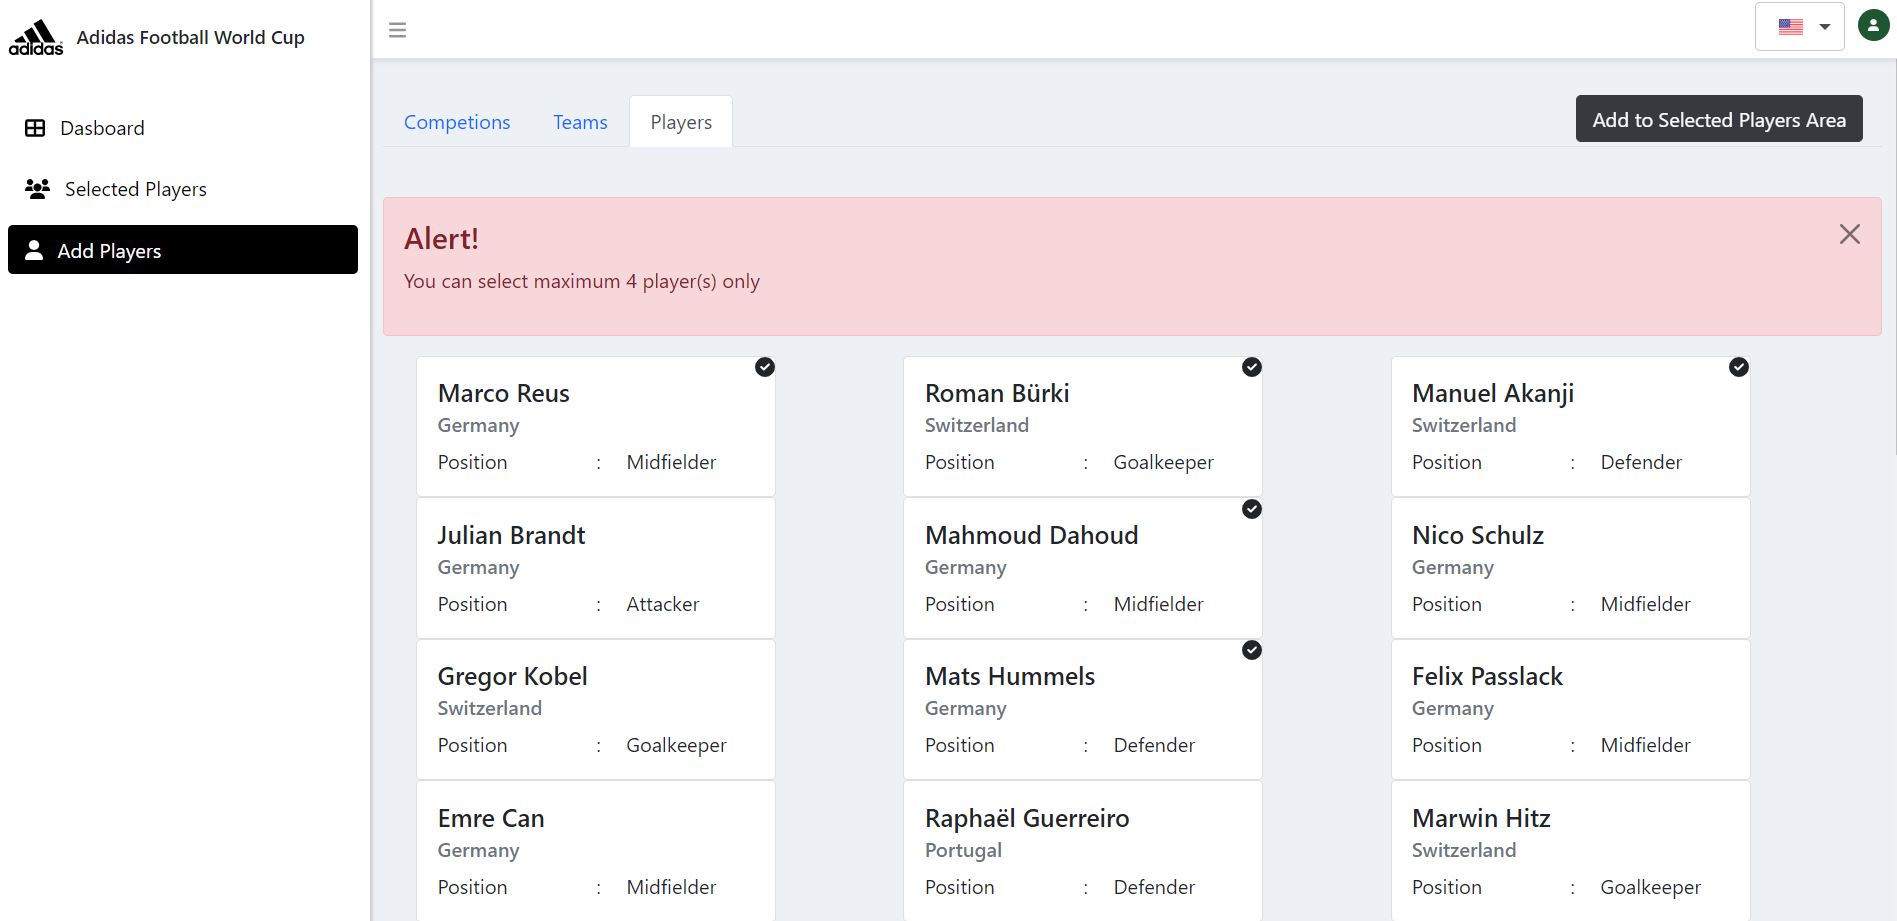 adidas
Adidas Football World Cup
Dasboard
Selected Players
Add Players
Competions Teams Players
Add to Selected Players Area
Alert!
You can select maximum 4 player(s) only
Marco Reus
Germany
Position : Midfielder
Roman Bürki
Switzerland
Position : Goalkeeper
Manuel Akanji
Switzerland
Position : Defender
Julian Brandt
Germany
Position : Attacker
Mahmoud Dahoud
Germany
Position : Midfielder
Nico Schulz
Germany
Position : Midfielder
Gregor Kobel
Switzerland
Position : Goalkeeper
Mats Hummels
Germany
Position : Defender
Felix Passlack
Germany
Position : Midfielder
Emre Can
Germany
Position : Midfielder
Raphaël Guerreiro
Portugal
Position : Defender
Marwin Hitz
Switzerland
Position : Goalkeeper